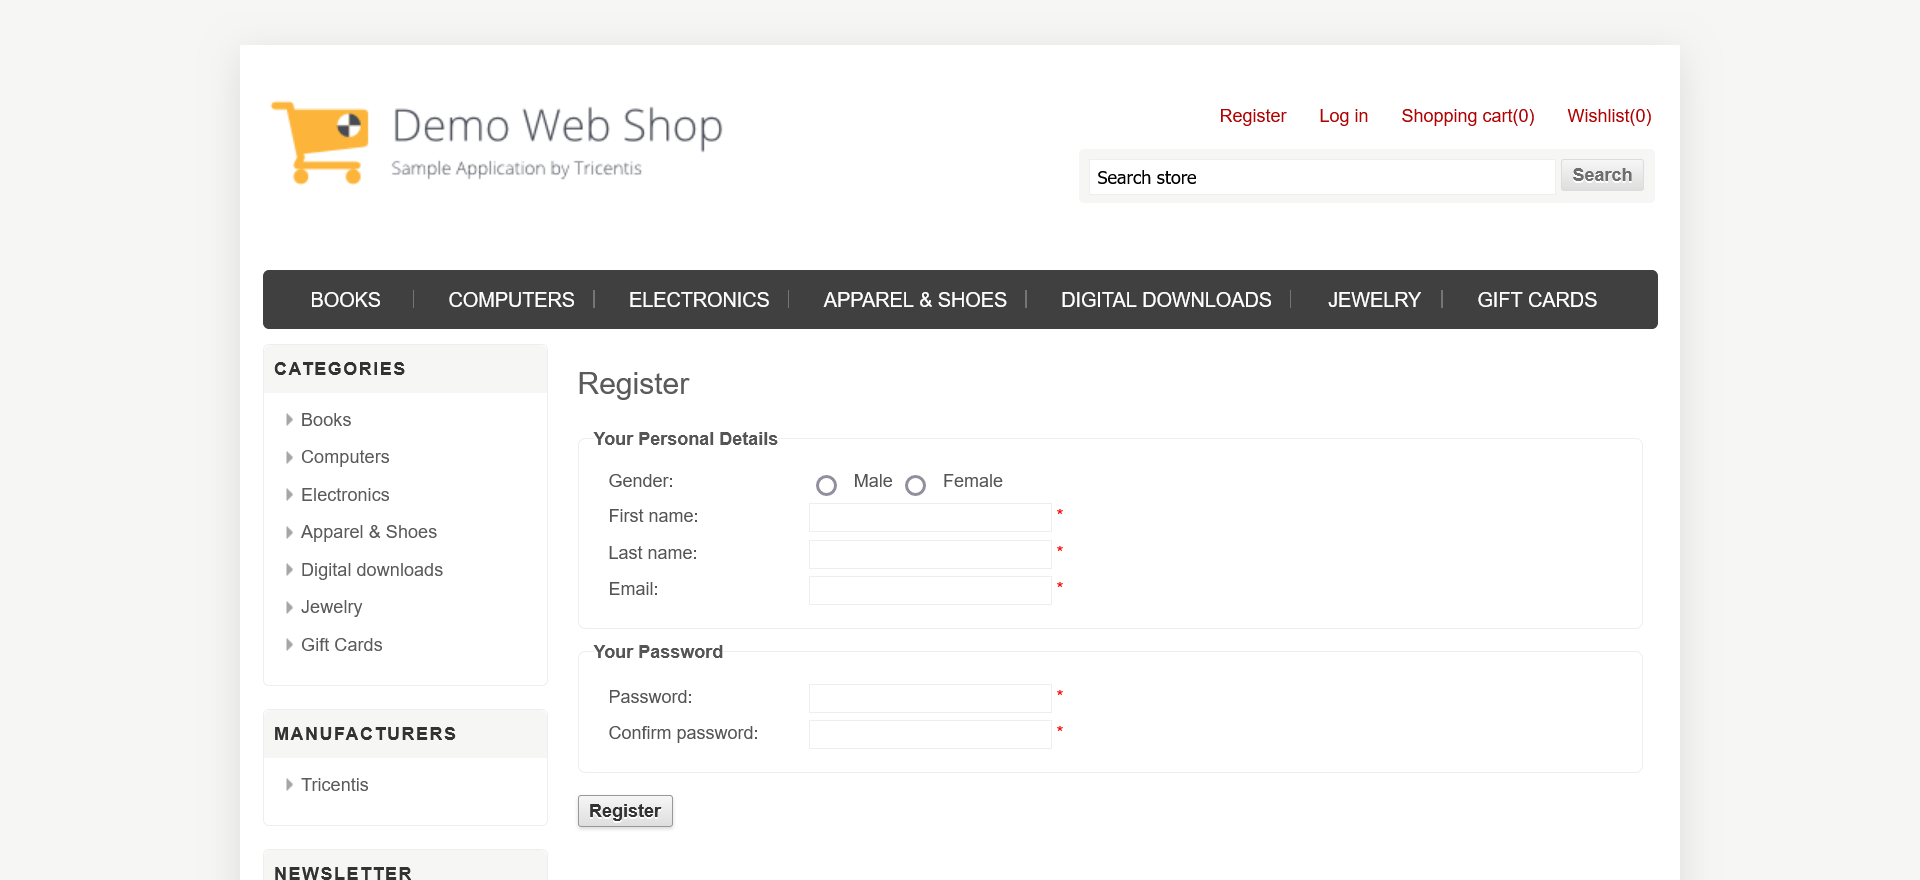 Demo Web Shop
Sample Application by Tricentis
Register Log in Shopping cart(0) Wishlist(0)
Search store Search
BOOKS COMPUTERS ELECTRONICS APPAREL & SHOES DIGITAL DOWNLOADS JEWELRY GIFT CARDS
CATEGORIES
Books
Computers
Electronics
Apparel & Shoes
Digital downloads
Jewelry
Gift Cards
MANUFACTURERS
Tricentis
NEWSLETTER
Register
Your Personal Details
Gender: Male Female
First name: *
Last name: *
Email: *
Your Password
Password: *
Confirm password: *
Register